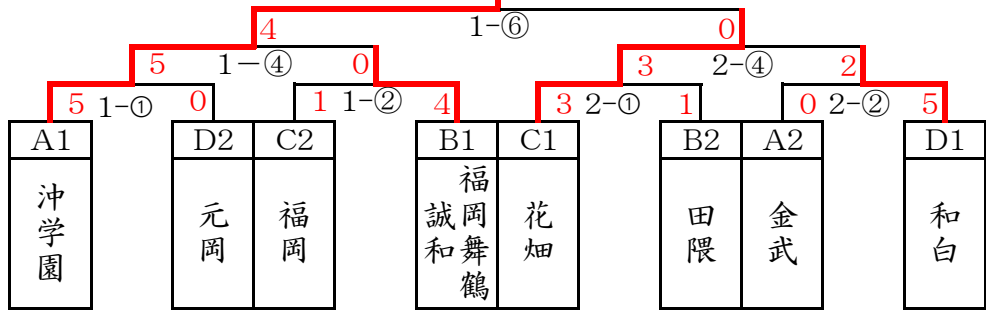 4 1-⑥ 0
5 1-④ 0 3 2-④ 2
5 1-① 0 1 1-② 4 3 2-① 1 0 2-② 5
A1 D2 C2 B1 C1 B2 A2 D1
沖学園
元岡
福岡
福岡舞鶴
誠和
花畑
田隈
金武
和白